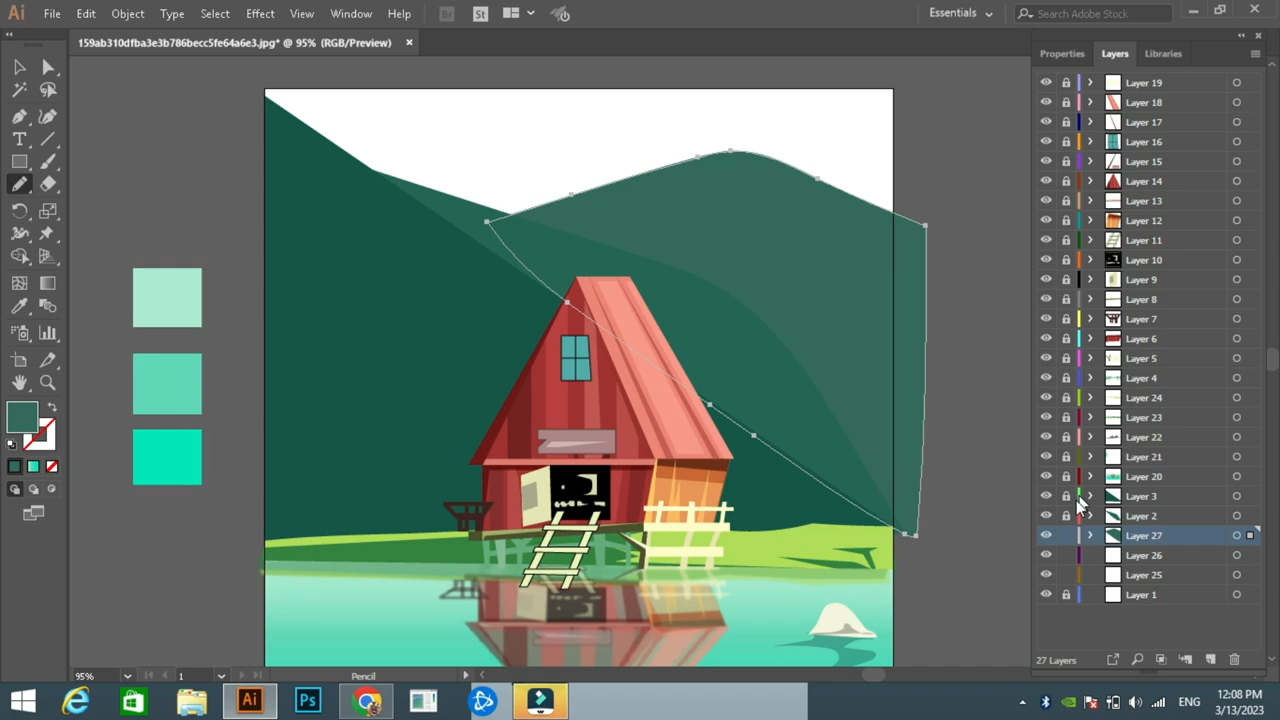 Ai File Edit Object Type Select Effect View Window Help Br St Essentials Search Adobe Stock
159ab310dfba3e3b786becc5fe64a6e3.jpg* @ 95% (RGB/Preview)
Properties Layers Libraries
Layer 19
Layer 18
Layer 17
Layer 16
Layer 15
Layer 14
Layer 13
Layer 12
Layer 11
Layer 10
Layer 9
Layer 8
Layer 7
Layer 6
Layer 5
Layer 4
Layer 24
Layer 23
Layer 22
Layer 21
Layer 20
Layer 3
Layer 2
Layer 27
Layer 26
Layer 25
Layer 1
27 Layers
95% 1 Pencil
Ai Ps ENG
12:08 PM
3/13/2023